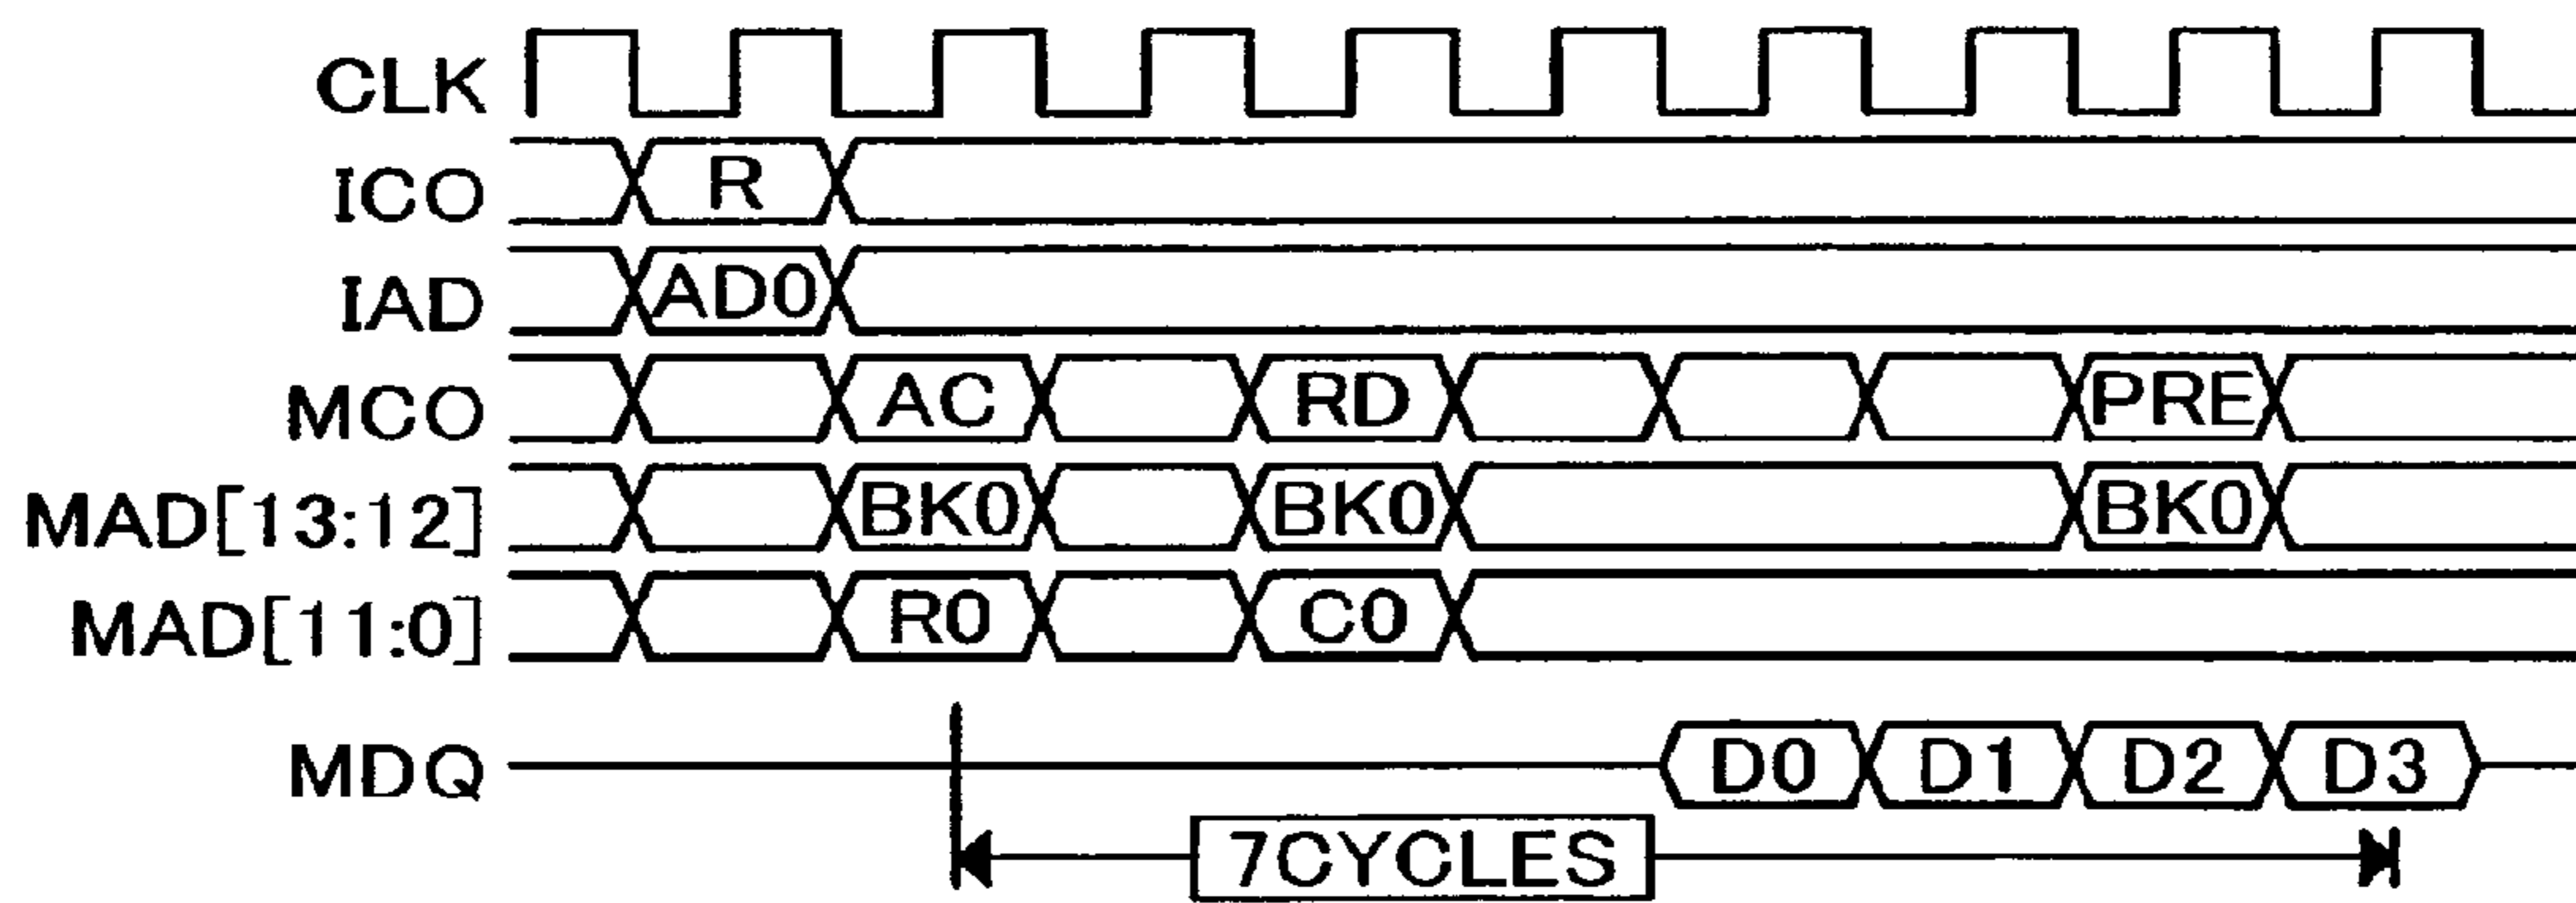 CLK
ICO R
IAD AD0
MCO AC RD PRE
MAD[13:12] BK0 BK0 BK0
MAD[11:0] R0 C0
MDQ D0 D1 D2 D3
7CYCLES